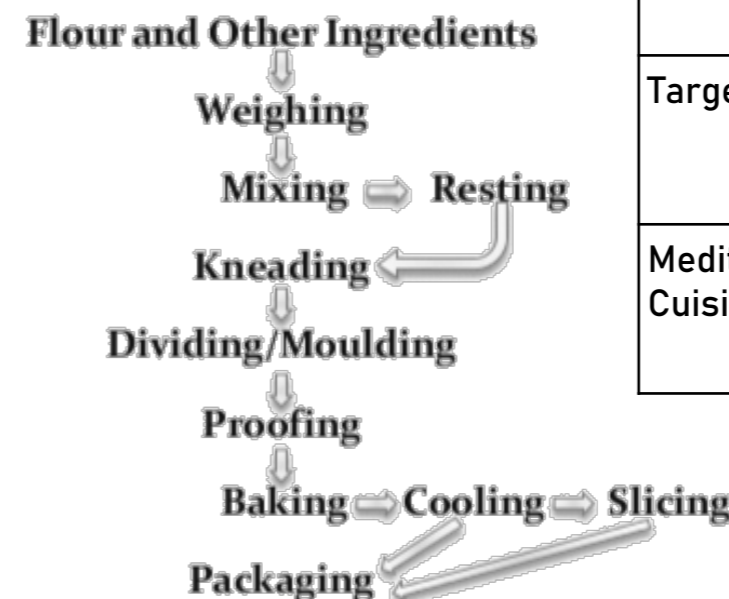 Flour and Other Ingredients
Weighing
Mixing Resting
Kneading
Dividing/Moulding
Proofing
Baking Cooling Slicing
Packaging